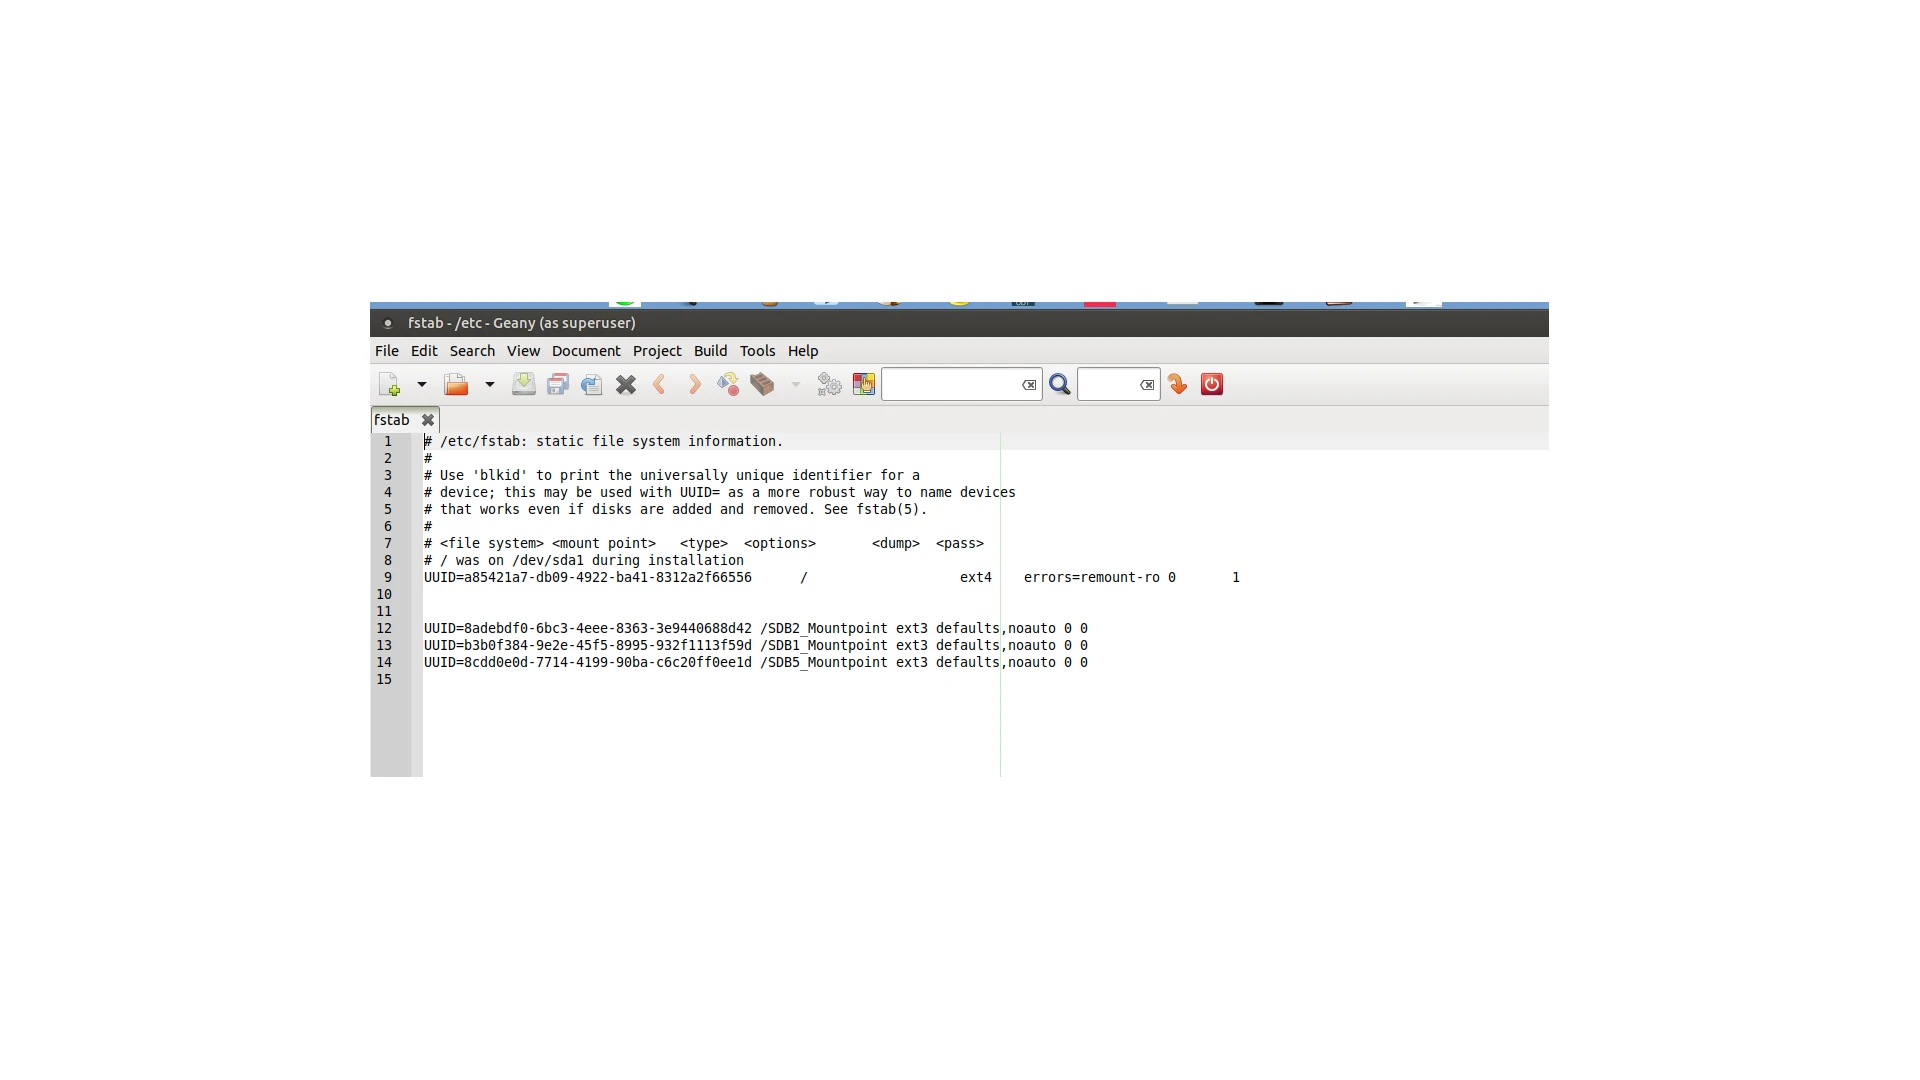 fstab - /etc - Geany (as superuser)
File Edit Search View Document Project Build Tools Help
fstab
1 # /etc/fstab: static file system information.
2 #
3 # Use 'blkid' to print the universally unique identifier for a
4 # device; this may be used with UUID= as a more robust way to name devices
5 # that works even if disks are added and removed. See fstab(5).
6 #
7 # <file system> <mount point>   <type>  <options>       <dump>  <pass>
8 # / was on /dev/sda1 during installation
9 UUID=a85421a7-db09-4922-ba41-8312a2f66556      /                   ext4    errors=remount-ro 0       1
10
11
12 UUID=8adebdf0-6bc3-4eee-8363-3e9440688d42 /SDB2_Mountpoint ext3 defaults,noauto 0 0
13 UUID=b3b0f384-9e2e-45f5-8995-932f1113f59d /SDB1_Mountpoint ext3 defaults,noauto 0 0
14 UUID=8cdd0e0d-7714-4199-90ba-c6c20ff0ee1d /SDB5_Mountpoint ext3 defaults,noauto 0 0
15